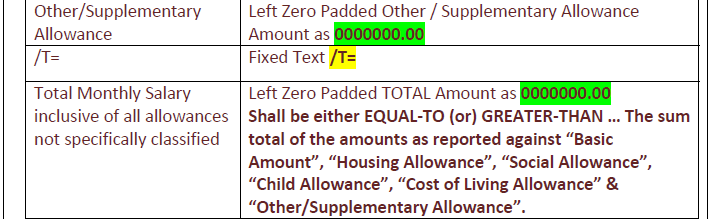 Other/Supplementary Left Zero Padded Other / Supplementary Allowance
Allowance Amount as 0000000.00
/T= Fixed Text /T=
Total Monthly Salary Left Zero Padded TOTAL Amount as 0000000.00
inclusive of all allowances Shall be either EQUAL-TO (or) GREATER-THAN ... The sum
not specifically classified total of the amounts as reported against “Basic
Amount”, “Housing Allowance”, “Social Allowance”,
“Child Allowance”, “Cost of Living Allowance” &
“Other/Supplementary Allowance”.